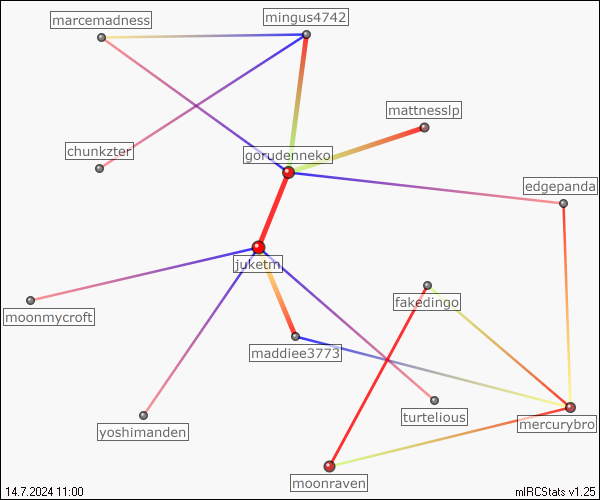 marcemadness
mingus4742
mattnesslp
chunkzter
gorudenneko
edgepanda
juketm
fakedingo
moonmycroft
maddiee3773
turtelious
yoshimanden
mercurybro
moonraven
14.7.2024 11:00
mIRCStats v1.25